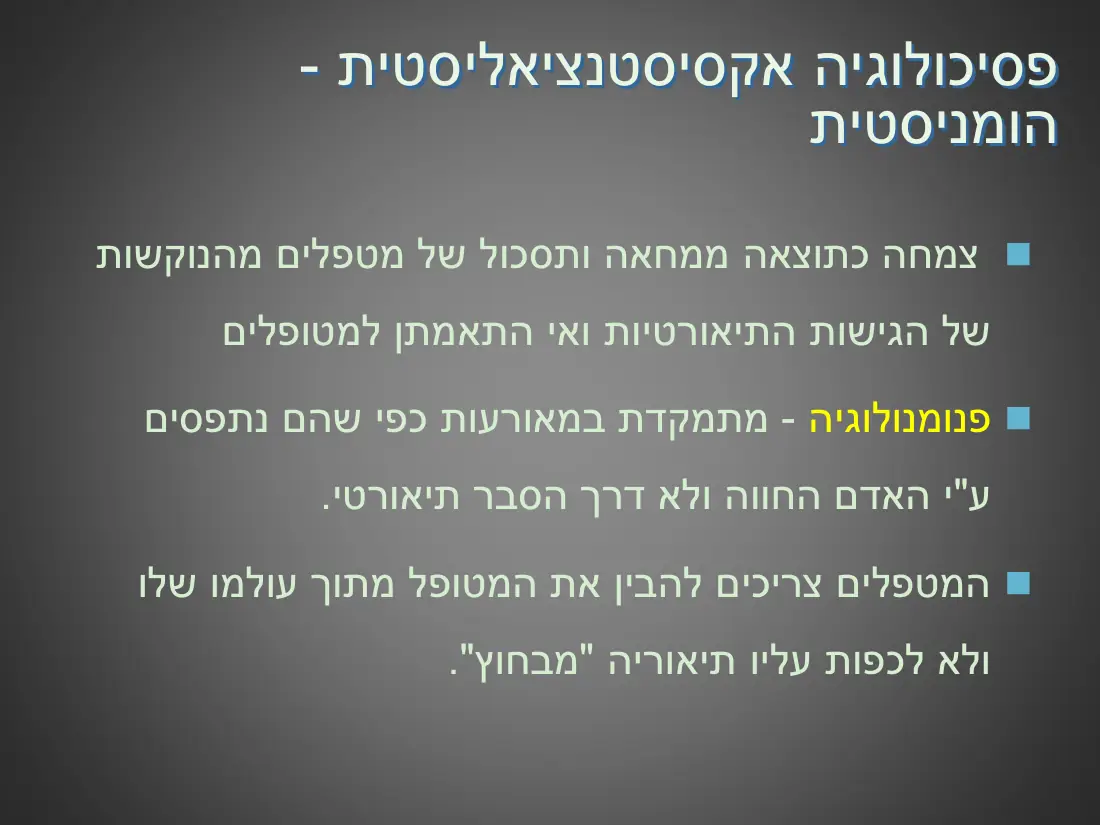 פסיכולוגיה אקסיסטנציאליסטית -
הומניסטית
צמחה כתוצאה ממחאה ותסכול של מטפלים מהנוקשות
של הגישות התיאורטיות ואי התאמתן למטופלים
פנומנולוגיה - מתמקדת במאורעות כפי שהם נתפסים
ע"י האדם החווה ולא דרך הסבר תיאורטי.
המטפלים צריכים להבין את המטופל מתוך עולמו שלו
ולא לכפות עליו תיאוריה "מבחוץ".